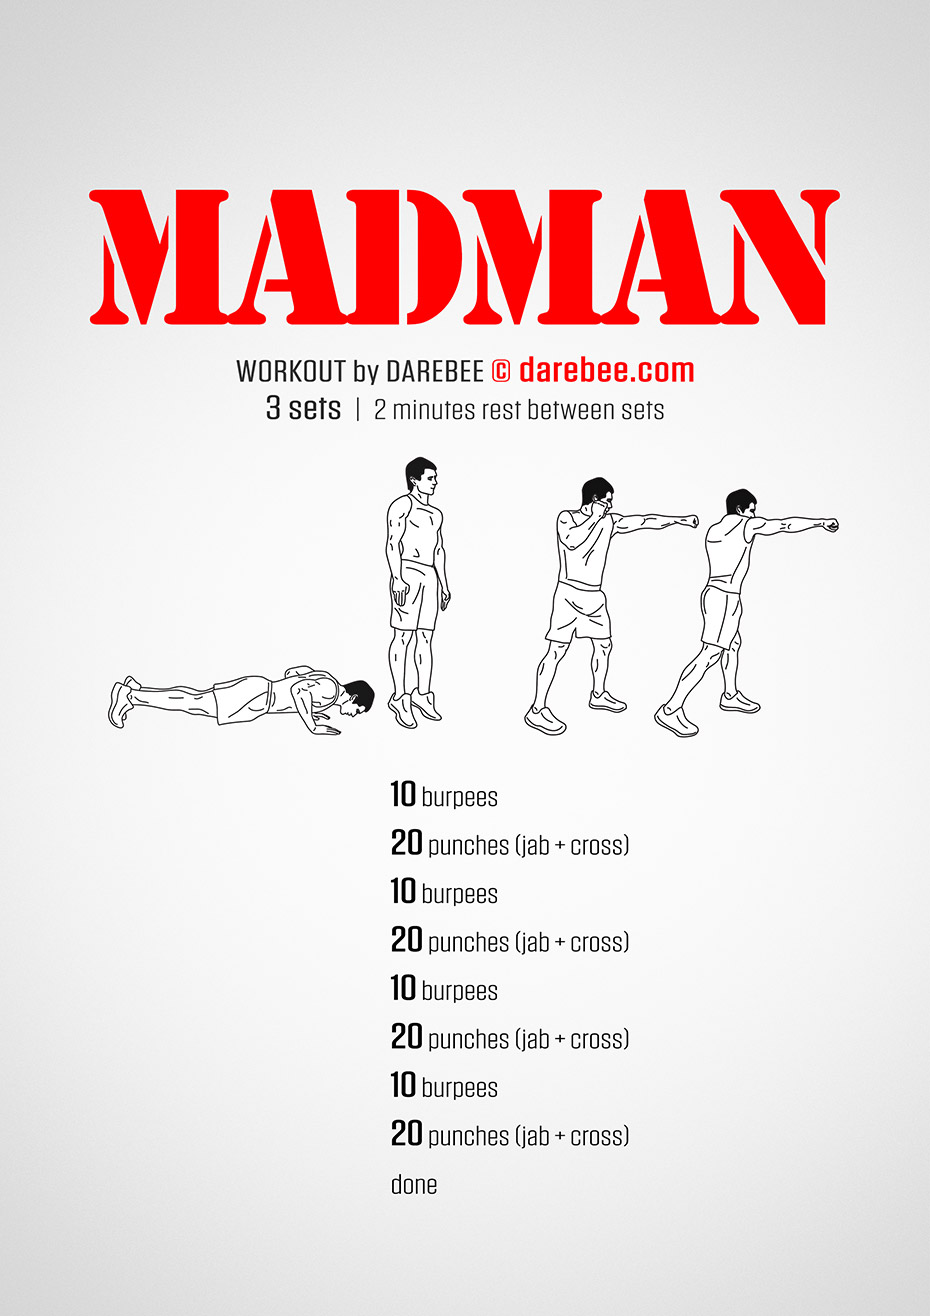 MADMAN
WORKOUT by DAREBEE © darebee.com
3 sets | 2 minutes rest between sets
10 burpees
20 punches (jab + cross)
10 burpees
20 punches (jab + cross)
10 burpees
20 punches (jab + cross)
10 burpees
20 punches (jab + cross)
done